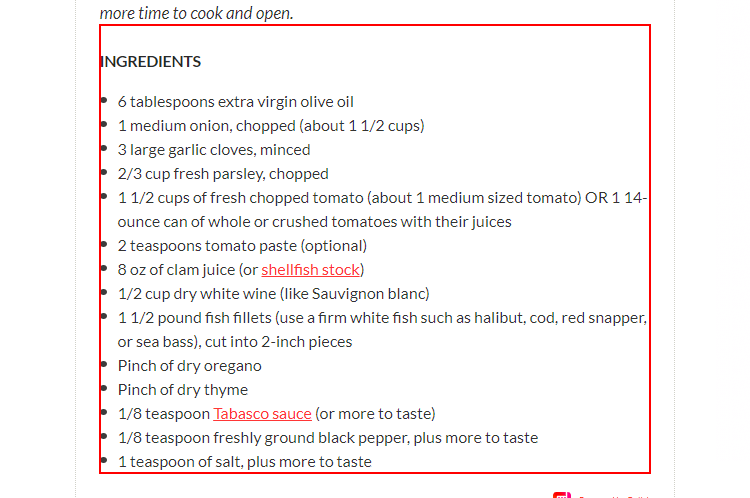 more time to cook and open.
INGREDIENTS
6 tablespoons extra virgin olive oil
1 medium onion, chopped (about 1 1/2 cups)
3 large garlic cloves, minced
2/3 cup fresh parsley, chopped
1 1/2 cups of fresh chopped tomato (about 1 medium sized tomato) OR 1 14-
ounce can of whole or crushed tomatoes with their juices
2 teaspoons tomato paste (optional)
8 oz of clam juice (or shellfish stock)
1/2 cup dry white wine (like Sauvignon blanc)
1 1/2 pound fish fillets (use a firm white fish such as halibut, cod, red snapper,
or sea bass), cut into 2-inch pieces
Pinch of dry oregano
Pinch of dry thyme
1/8 teaspoon Tabasco sauce (or more to taste)
1/8 teaspoon freshly ground black pepper, plus more to taste
1 teaspoon of salt, plus more to taste